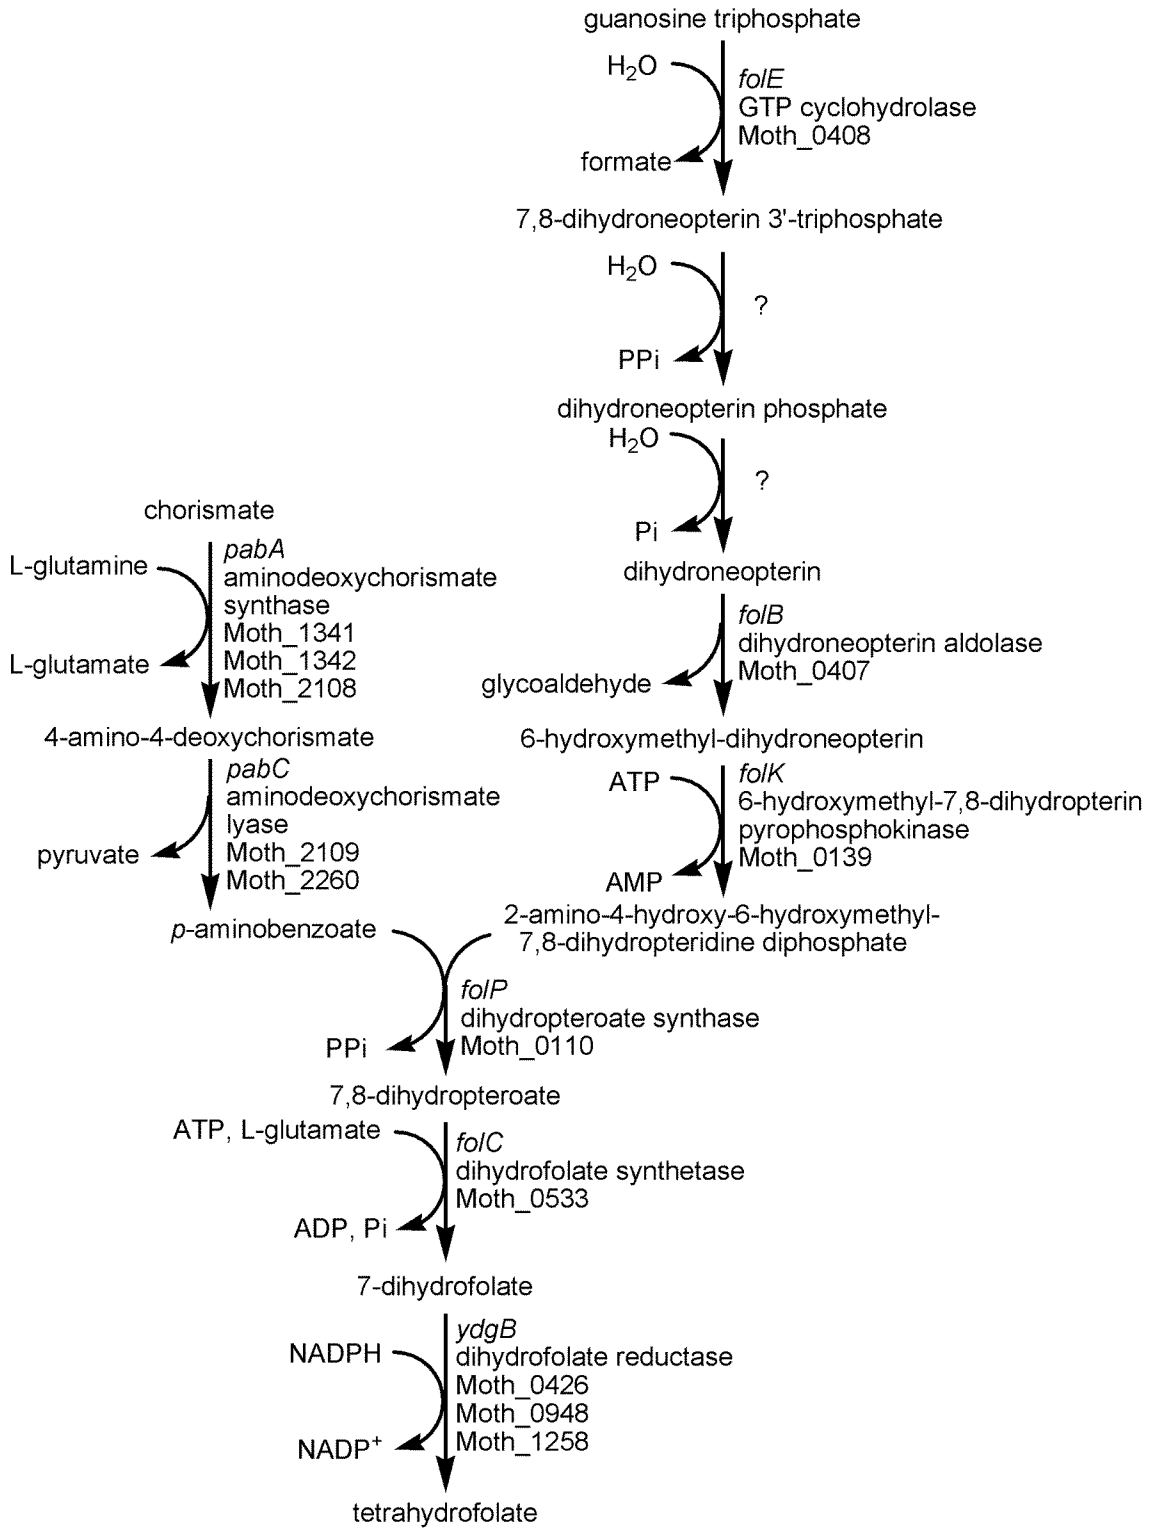 guanosine triphosphate
H2O
folE
GTP cyclohydrolase
Moth_0408
formate
7,8-dihydroneopterin 3'-triphosphate
H2O
?
PPi
dihydroneopterin phosphate
H2O
?
Pi
dihydroneopterin
folB
dihydroneopterin aldolase
Moth_0407
glycoaldehyde
6-hydroxymethyl-dihydroneopterin
ATP
folK
6-hydroxymethyl-7,8-dihydropterin
pyrophosphokinase
Moth_0139
AMP
2-amino-4-hydroxy-6-hydroxymethyl-
7,8-dihydropteridine diphosphate
chorismate
L-glutamine
pabA
aminodeoxychorismate
synthase
Moth_1341
Moth_1342
Moth_2108
L-glutamate
4-amino-4-deoxychorismate
pabC
aminodeoxychorismate
lyase
Moth_2109
Moth_2260
pyruvate
p-aminobenzoate
folP
dihydropteroate synthase
Moth_0110
PPi
7,8-dihydropteroate
ATP, L-glutamate
folC
dihydrofolate synthetase
Moth_0533
ADP, Pi
7-dihydrofolate
NADPH
ydgB
dihydrofolate reductase
Moth_0426
Moth_0948
Moth_1258
NADP+
tetrahydrofolate